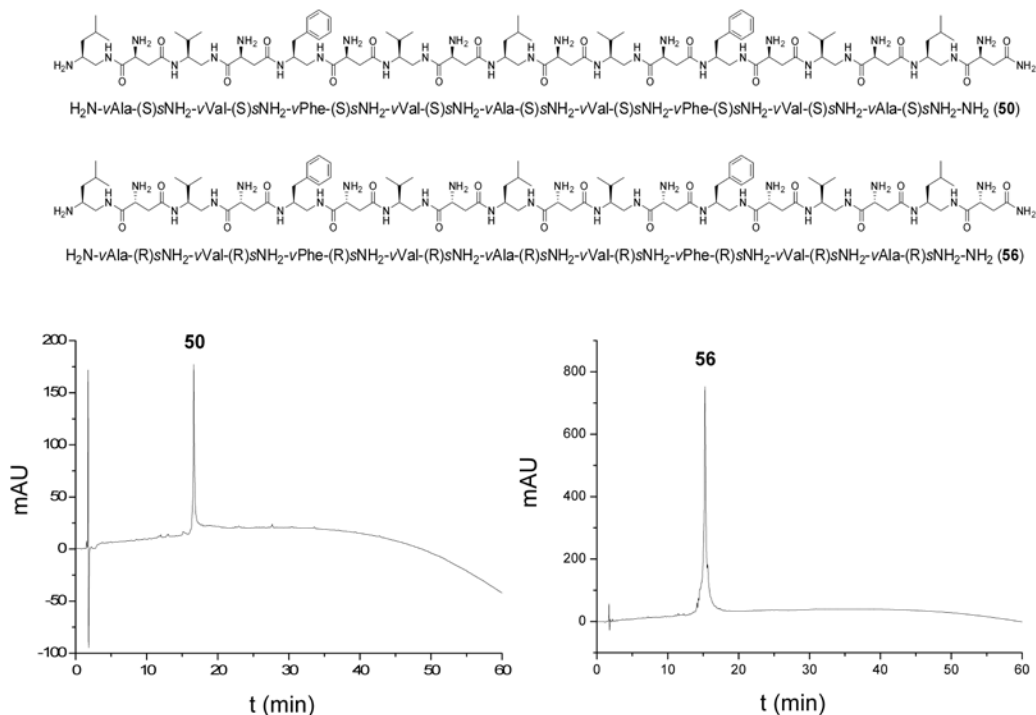 H₂N-vAla-(S)sNH₂-vVal-(S)sNH₂-vPhe-(S)sNH₂-vVal-(S)sNH₂-vAla-(S)sNH₂-vVal-(S)sNH₂-vPhe-(S)sNH₂-vVal-(S)sNH₂-vAla-(S)sNH₂-NH₂ (50)
H₂N-vAla-(R)sNH₂-vVal-(R)sNH₂-vPhe-(R)sNH₂-vVal-(R)sNH₂-vAla-(R)sNH₂-vVal-(R)sNH₂-vPhe-(R)sNH₂-vVal-(R)sNH₂-vAla-(R)sNH₂-NH₂ (56)
50
200
150
100
50
0
-50
-100
mAU
0 10 20 30 40 50 60
t (min)
56
800
600
400
200
0
mAU
0 10 20 30 40 50 60
t (min)